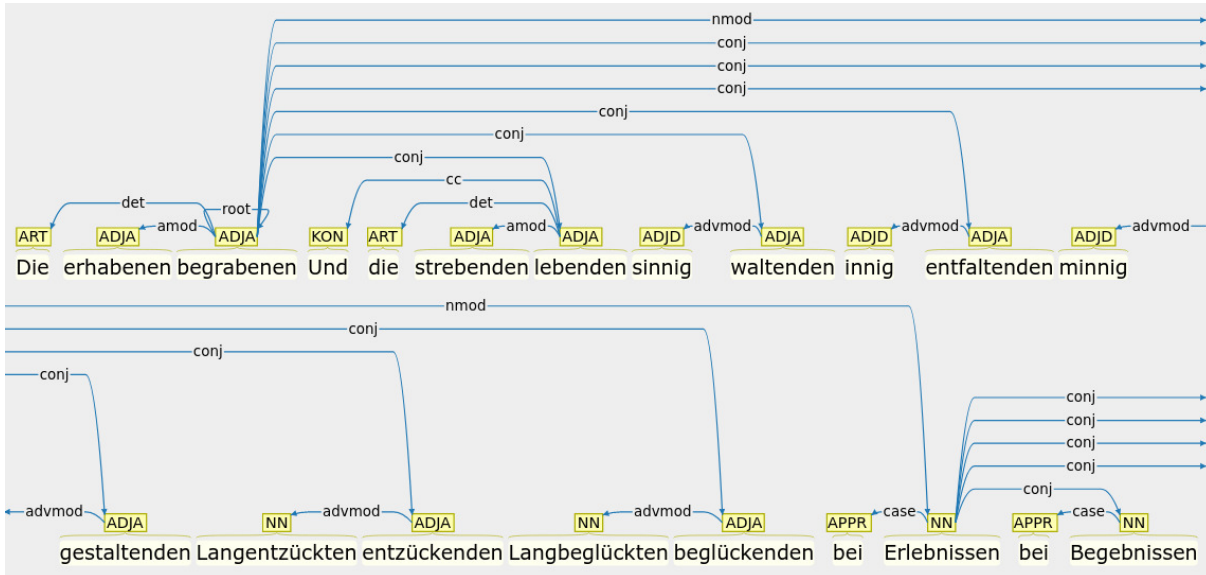 nmod
conj
conj
conj
conj
conj
conj
cc
det root det
amod amod advmod advmod advmod
ART ADJA ADJA KON ART ADJA ADJA ADJD ADJA ADJD ADJA ADJD
Die erhabenen begrabenen Und die strebenden lebenden sinnig waltenden innig entfaltenden minnig
nmod
conj
conj
conj
conj
conj
conj
conj
conj
advmod advmod advmod case case
ADJA NN ADJA NN ADJA APPR NN APPR NN
gestaltenden Langentzückten entzückenden Langbeglückten beglückenden bei Erlebnissen bei Begebnissen